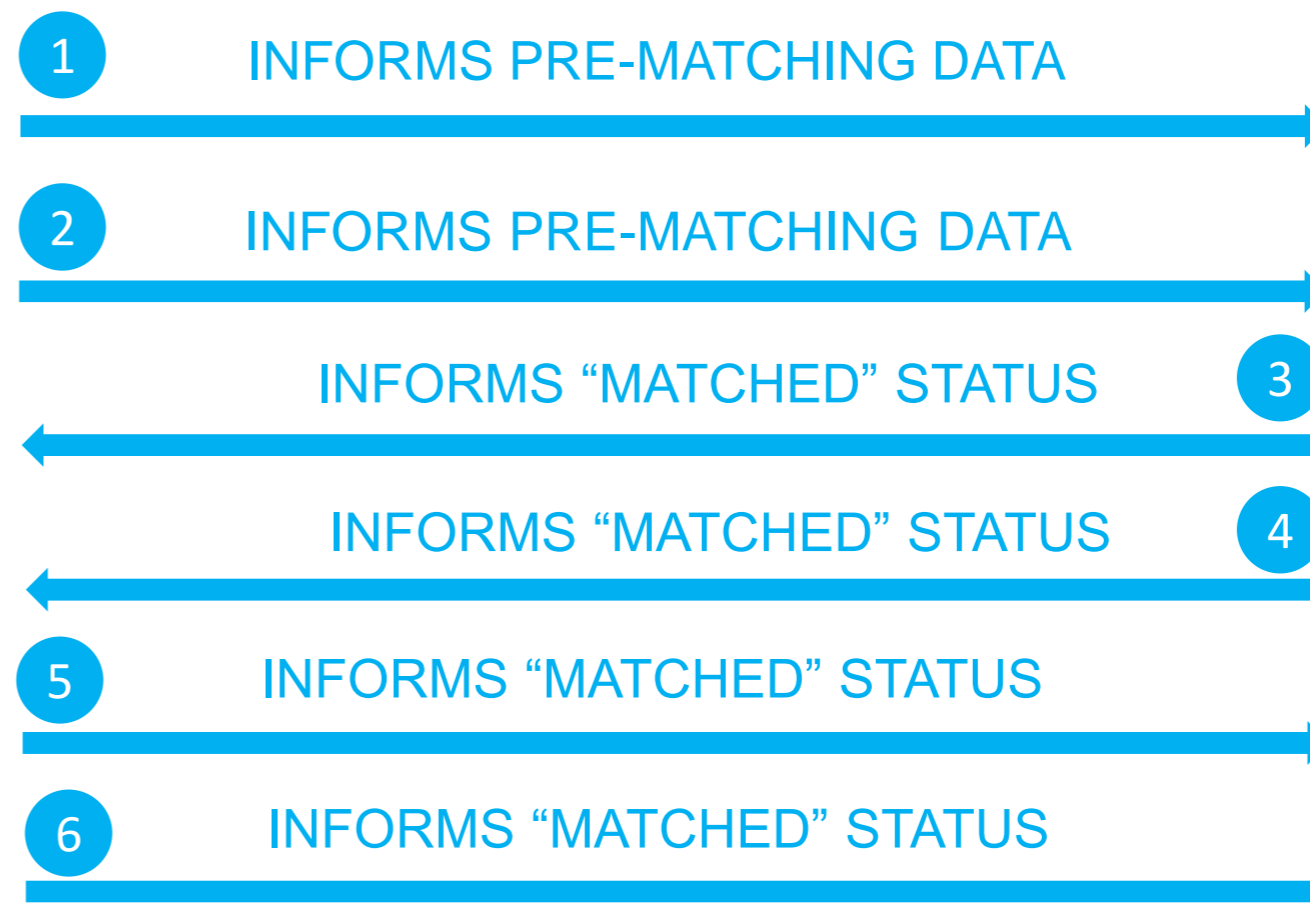 1 INFORMS PRE-MATCHING DATA
2 INFORMS PRE-MATCHING DATA
INFORMS “MATCHED” STATUS 3
INFORMS “MATCHED” STATUS 4
5 INFORMS “MATCHED” STATUS
6 INFORMS “MATCHED” STATUS